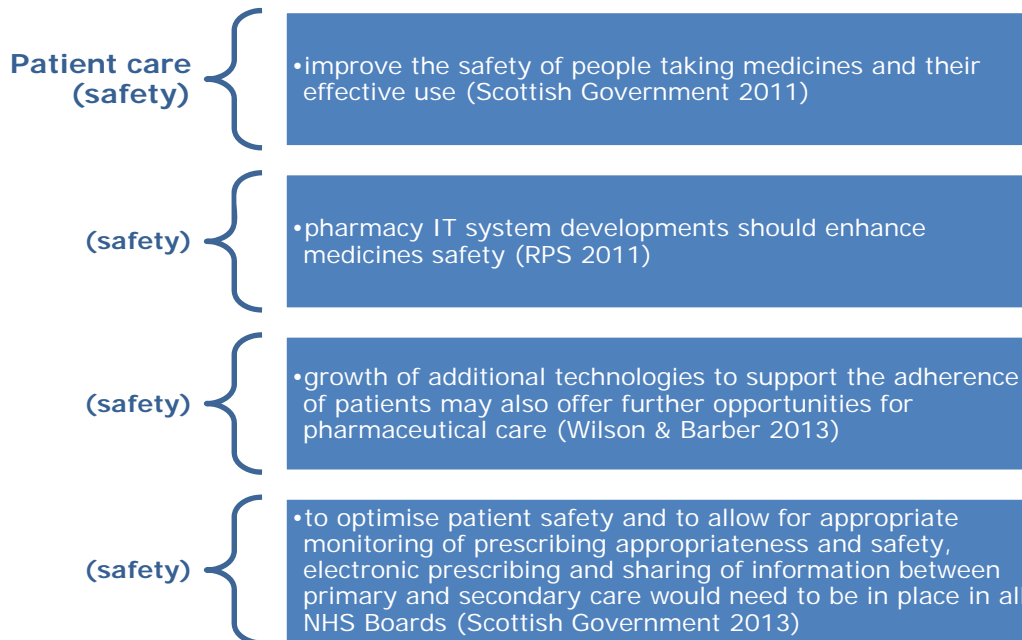 Patient care
(safety)
•improve the safety of people taking medicines and their
effective use (Scottish Government 2011)
(safety)
•pharmacy IT system developments should enhance
medicines safety (RPS 2011)
(safety)
•growth of additional technologies to support the adherence
of patients may also offer further opportunities for
pharmaceutical care (Wilson & Barber 2013)
(safety)
•to optimise patient safety and to allow for appropriate
monitoring of prescribing appropriateness and safety,
electronic prescribing and sharing of information between
primary and secondary care would need to be in place in all
NHS Boards (Scottish Government 2013)